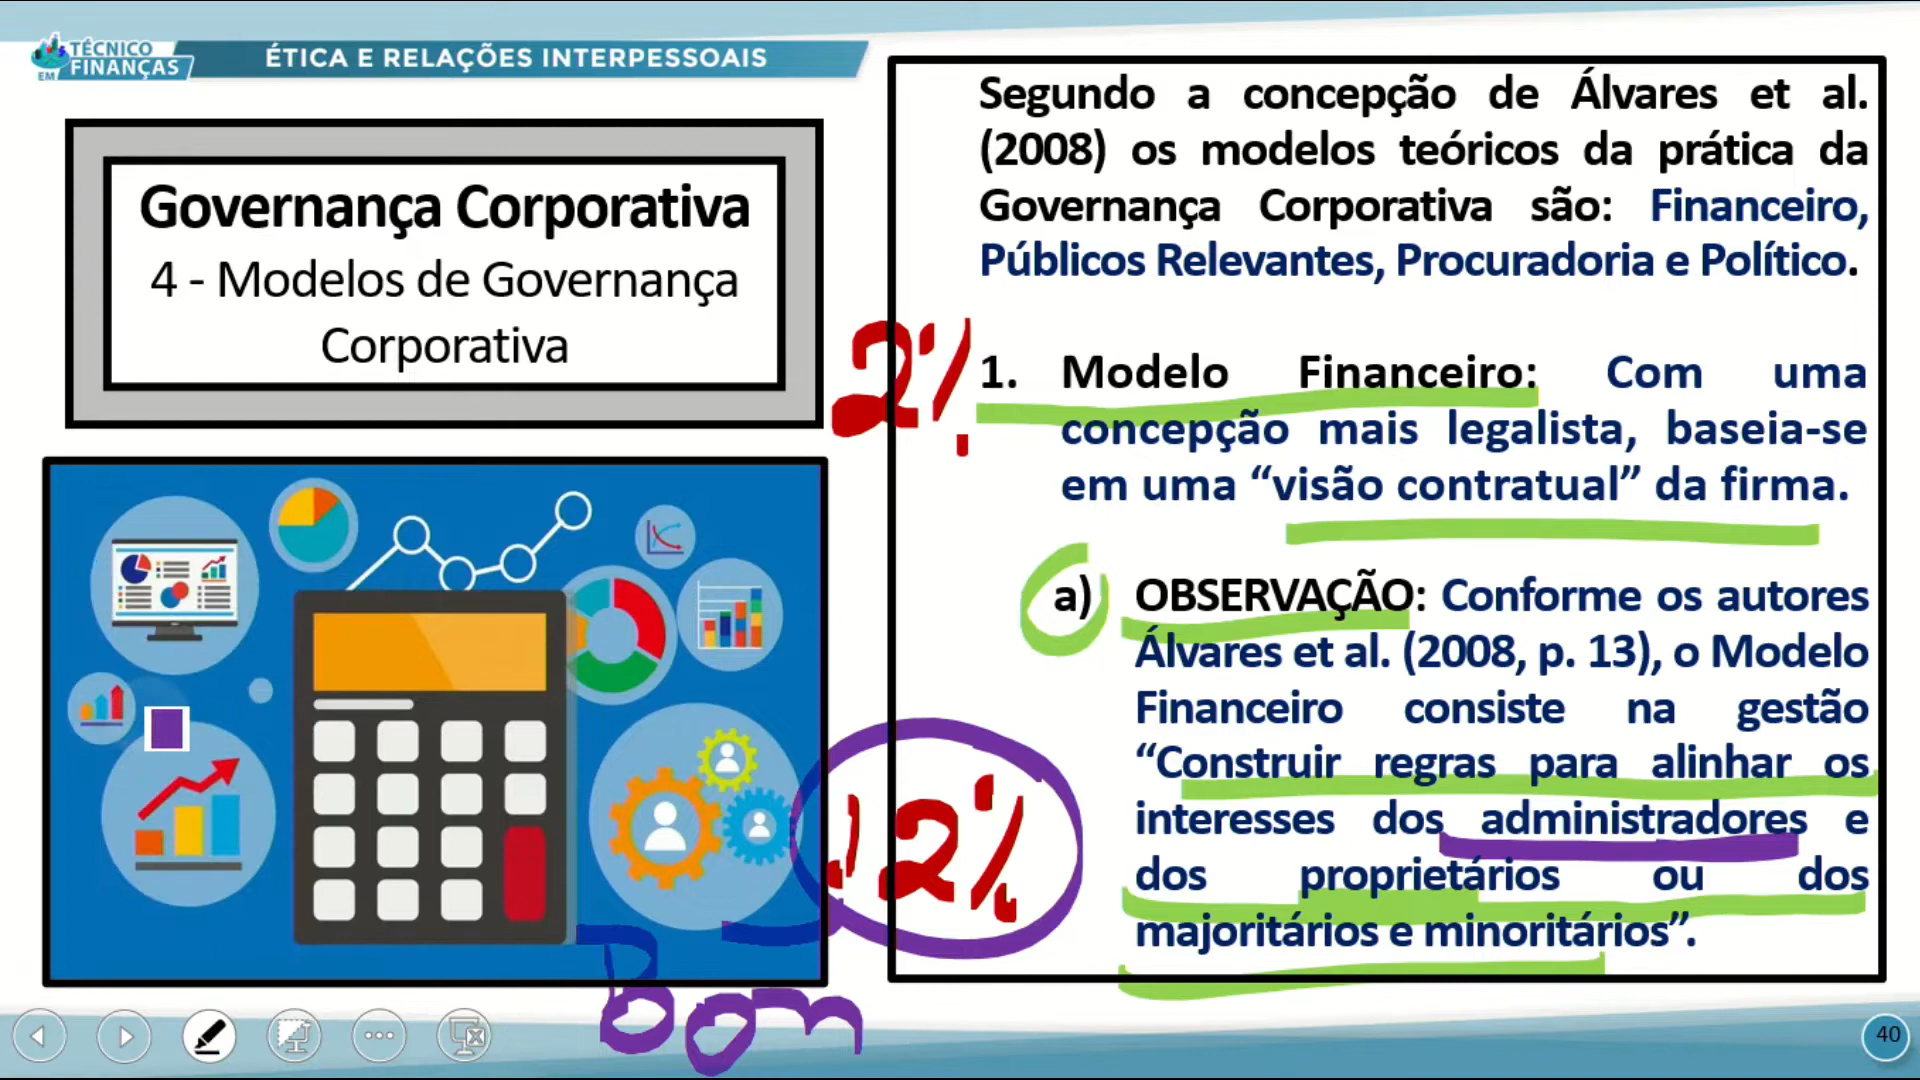 TÉCNICO
EM FINANÇAS
ÉTICA E RELAÇÕES INTERPESSOAIS
Governança Corporativa
4 - Modelos de Governança
Corporativa
Segundo a concepção de Álvares et al.
(2008) os modelos teóricos da prática da
Governança Corporativa são: Financeiro,
Públicos Relevantes, Procuradoria e Político.
2%
1. Modelo Financeiro: Com uma
concepção mais legalista, baseia-se
em uma “visão contratual” da firma.
a) OBSERVAÇÃO: Conforme os autores
Álvares et al. (2008, p. 13), o Modelo
Financeiro consiste na gestão
“Construir regras para alinhar os
interesses dos administradores e
dos proprietários ou dos
majoritários e minoritários”.
12%
Bom
40